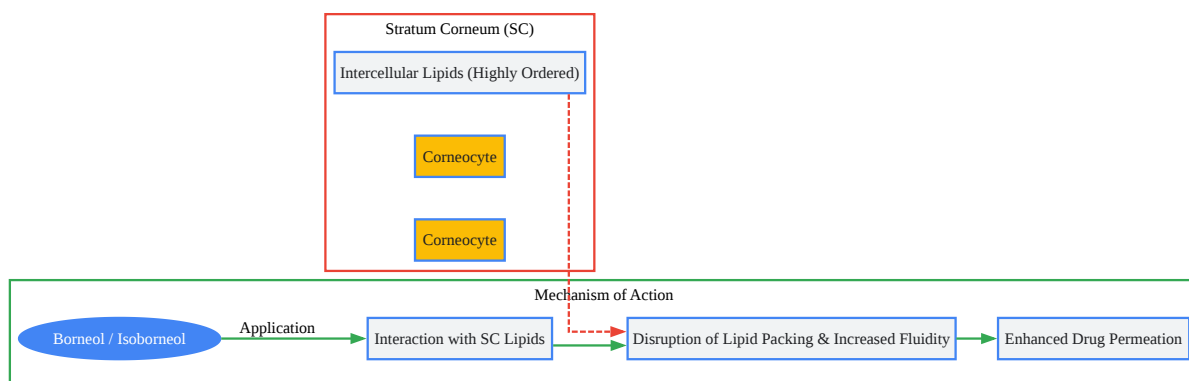 Stratum Corneum (SC)
Intercellular Lipids (Highly Ordered)
Corneocyte
Corneocyte
Mechanism of Action
Borneol / Isoborneol
Application
Interaction with SC Lipids
Disruption of Lipid Packing & Increased Fluidity
Enhanced Drug Permeation